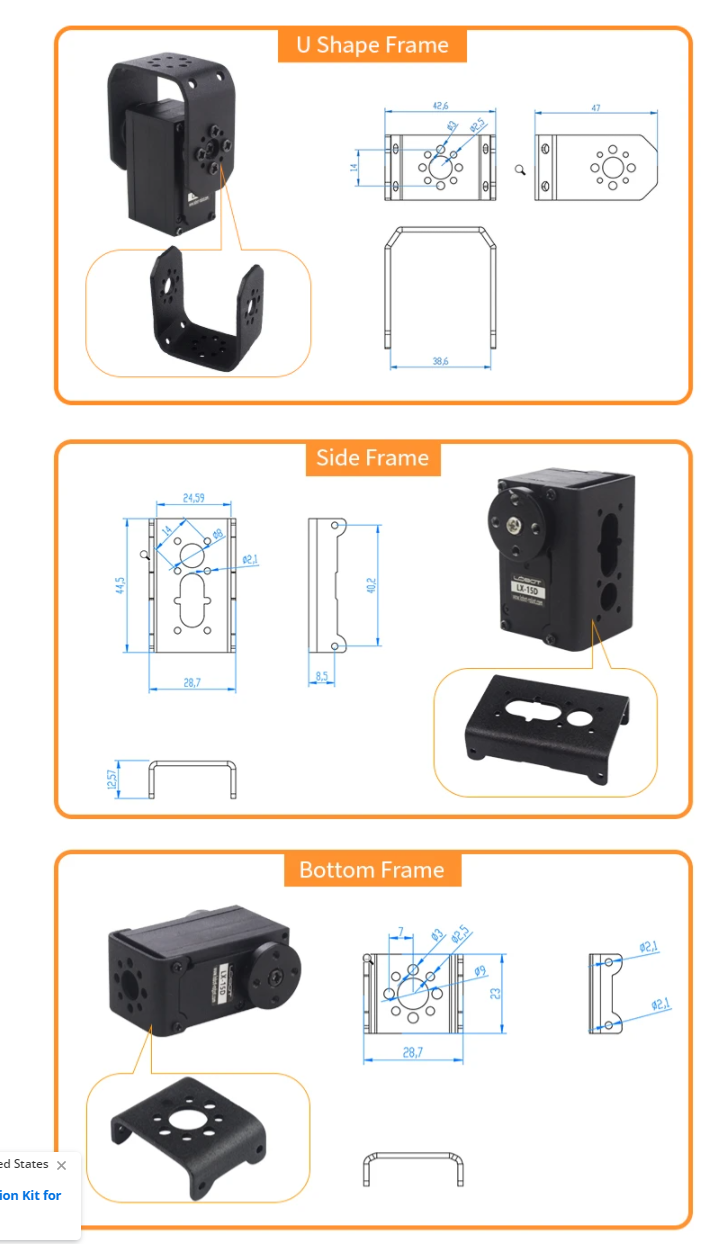 U Shape Frame
42,6
47
Ø3
Ø2,5
14
38,6
Side Frame
24,59
14
Ø8
Ø2,1
44,5
40,2
28,7
8,5
12,57
LOBOT
LX-15D
Bottom Frame
7
Ø3
Ø2,5
Ø9
23
28,7
Ø2,1
Ø2,1
LOBOT
LX-15D
ed States
ion Kit for